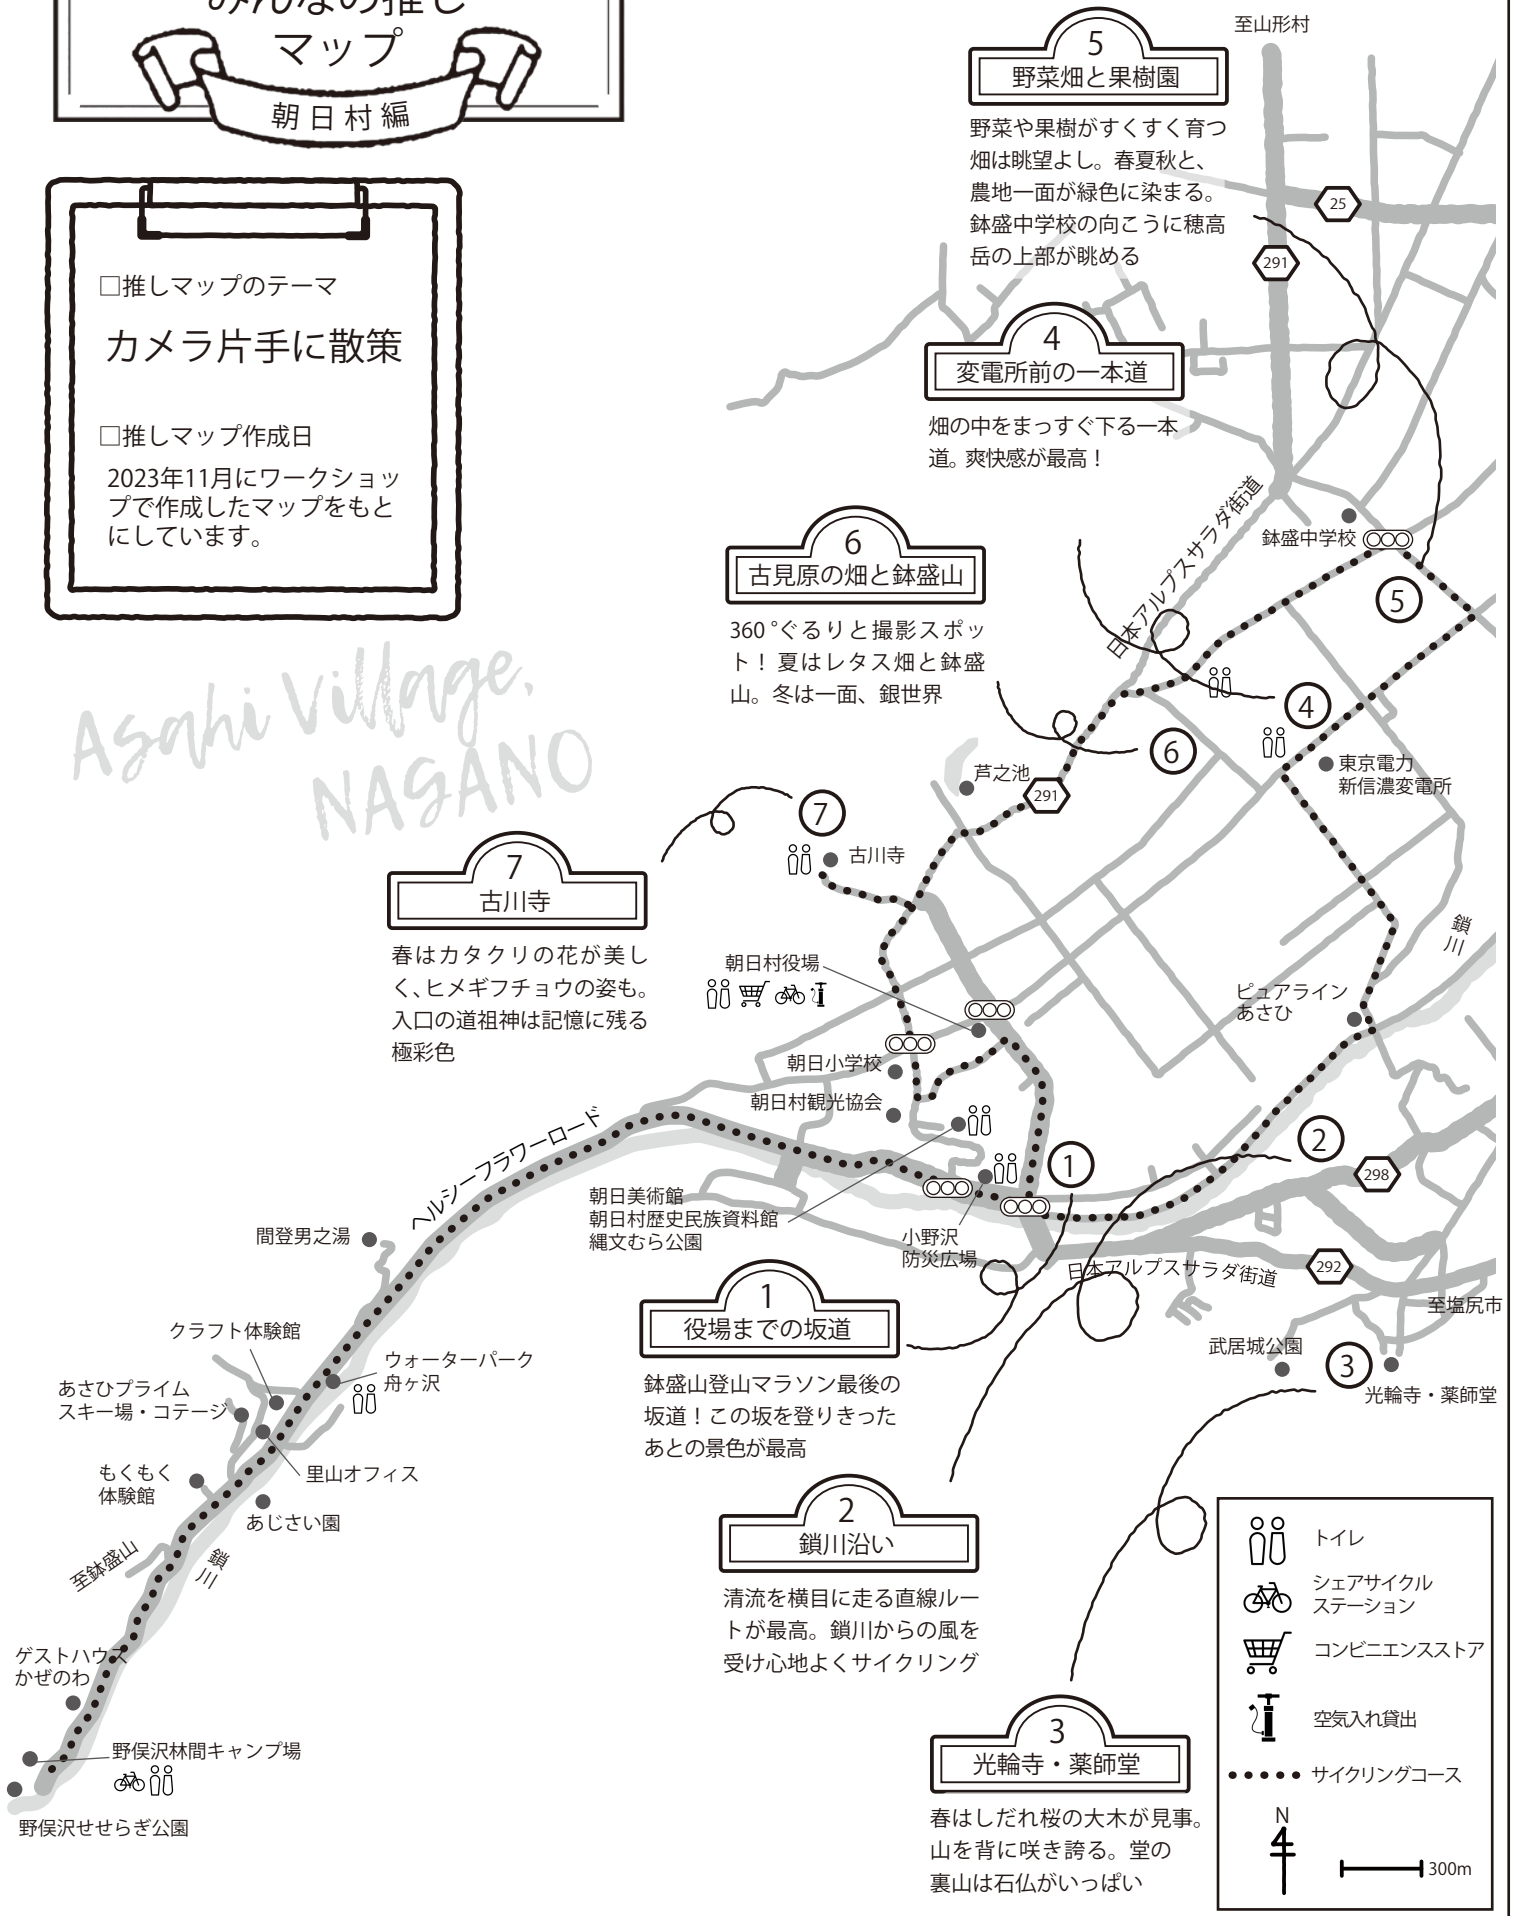 みんなの推し
マップ
朝日村編
□推しマップのテーマ
カメラ片手に散策
□推しマップ作成日
2023年11月にワークショッ
プで作成したマップをもと
にしています。
Asahi Village,
NAGANO
5
野菜畑と果樹園
野菜や果樹がすくすく育つ
畑は眺望よし。春夏秋と、
農地一面が緑色に染まる。
鉢盛中学校の向こうに穂高
岳の上部が眺める
至山形村
25
291
4
変電所前の一本道
畑の中をまっすぐ下る一本
道。爽快感が最高！
日本アルプスサラダ街道
鉢盛中学校
5
6
古見原の畑と鉢盛山
360°ぐるりと撮影スポッ
ト！夏はレタス畑と鉢盛
山。冬は一面、銀世界
4
6
東京電力
新信濃変電所
芦之池
291
7
古川寺
7
古川寺
春はカタクリの花が美し
く、ヒメギフチョウの姿も。
入口の道祖神は記憶に残る
極彩色
鎖川
朝日村役場
ピュアライン
あさひ
朝日小学校
朝日村観光協会
ヘルシーフラワーロード
2
1
298
朝日美術館
朝日村歴史民族資料館
縄文むら公園
小野沢
防災広場
間登男之湯
日本アルプスサラダ街道
292
至塩尻市
1
役場までの坂道
鉢盛山登山マラソン最後の
坂道！この坂を登りきった
あとの景色が最高
クラフト体験館
ウォーターパーク
舟ヶ沢
あさひプライム
スキー場・コテージ
武居城公園
3
光輪寺・薬師堂
もくもく
体験館
里山オフィス
あじさい園
至鉢盛山
鎖川
2
鎖川沿い
清流を横目に走る直線ルー
トが最高。鎖川からの風を
受け心地よくサイクリング
ゲストハウス
かぜのわ
野俣沢林間キャンプ場
野俣沢せせらぎ公園
3
光輪寺・薬師堂
春はしだれ桜の大木が見事。
山を背に咲き誇る。堂の
裏山は石仏がいっぱい
トイレ
シェアサイクル
ステーション
コンビニエンスストア
空気入れ貸出
サイクリングコース
N
300m